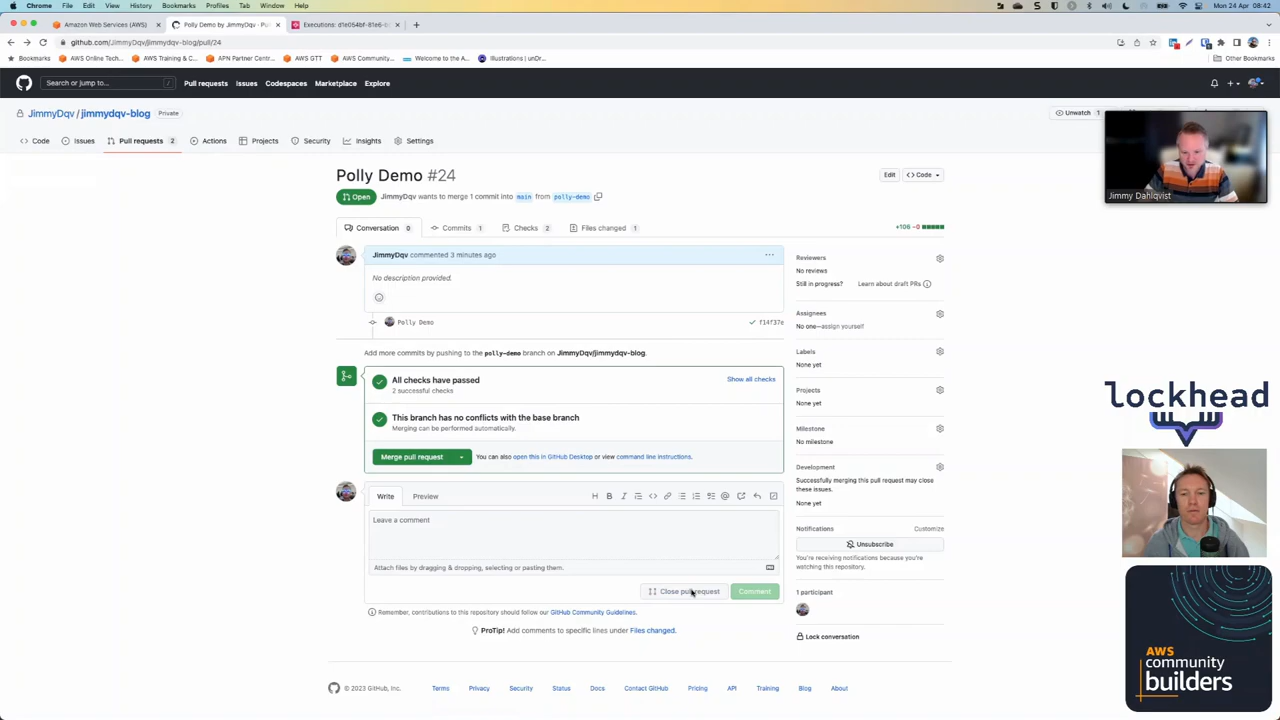 Chrome File Edit View History Bookmarks Profiles Tab Window Help
Mon 24 Apr 08:42
Amazon Web Services (AWS)
Polly Demo by JimmyDqv · Pu
Executions: d1e054bf-81e6-b
github.com/JimmyDqv/jimmydqv-blog/pull/24
Bookmarks AWS Online Tech... AWS Training & C... APN Partner Centr... AWS GTT AWS Community... Welcome to the A... Illustrations | unDr... Other Bookmarks
Search or jump to... / Pull requests Issues Codespaces Marketplace Explore
JimmyDqv / jimmydqv-blog Private
Unwatch 1
Code Issues Pull requests 2 Actions Projects Security Insights Settings
Jimmy Dahlqvist
Polly Demo #24
Edit <> Code
Open JimmyDqv wants to merge 1 commit into main from polly-demo
Conversation 0 Commits 1 Checks 2 Files changed 1
+106 −0
JimmyDqv commented 3 minutes ago ...
No description provided.
Polly Demo f14f37e
Add more commits by pushing to the polly-demo branch on JimmyDqv/jimmydqv-blog.
All checks have passed
2 successful checks
Show all checks
This branch has no conflicts with the base branch
Merging can be performed automatically.
Merge pull request You can also open this in GitHub Desktop or view command line instructions.
Write Preview
Leave a comment
Attach files by dragging & dropping, selecting or pasting them.
Close pull request Comment
Remember, contributions to this repository should follow our GitHub Community Guidelines.
ProTip! Add comments to specific lines under Files changed.
Reviewers
No reviews
Still in progress? Learn about draft PRs
Assignees
No one—assign yourself
Labels
None yet
Projects
None yet
Milestone
No milestone
Development
Successfully merging this pull request may close
these issues.
None yet
Notifications Customize
Unsubscribe
You're receiving notifications because you're
watching this repository.
1 participant
Lock conversation
lockhead
aws
community
builders
© 2023 GitHub, Inc. Terms Privacy Security Status Docs Contact GitHub Pricing API Training Blog About